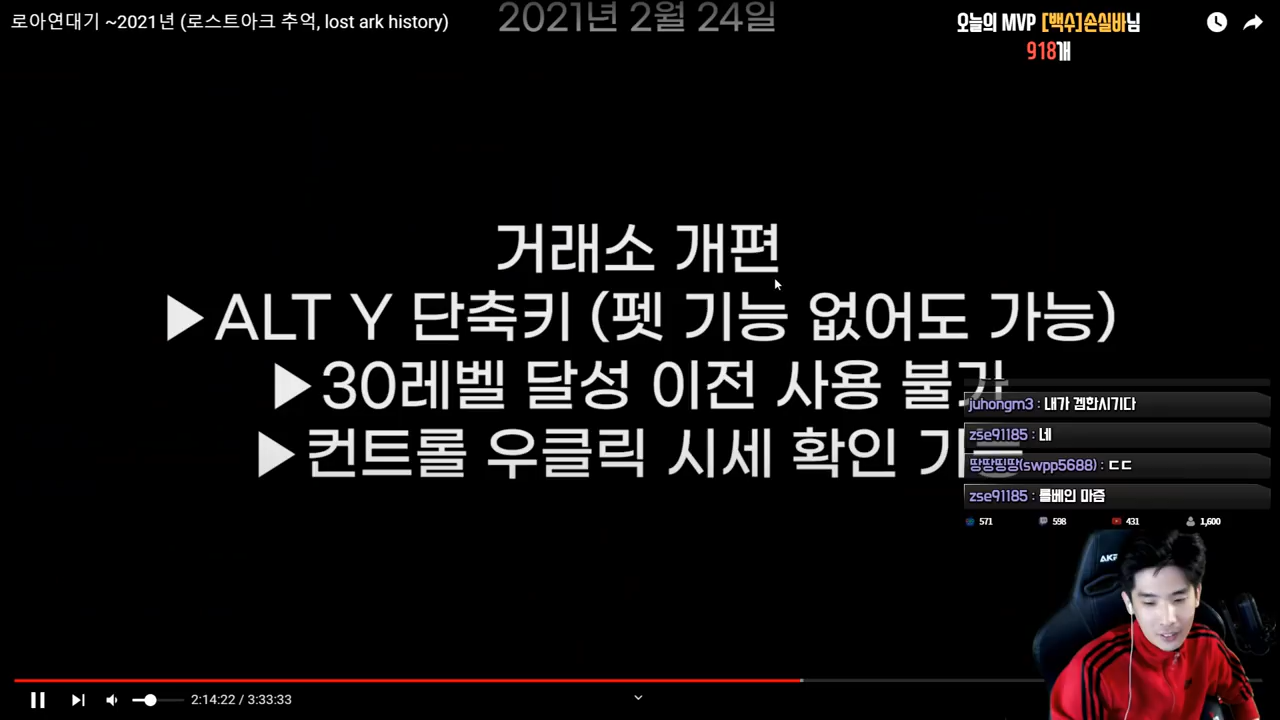 로아연대기 ~2021년 (로스트아크 추억, lost ark history)
2021년 2월 24일
오늘의 MVP [백수]손실바님
918개
거래소 개편
▶ALT Y 단축키 (펫 기능 없어도 가능)
▶30레벨 달성 이전 사용 불가
▶컨트롤 우클릭 시세 확인 가
juhongm3 : 내가 겜한시기다
zse91185 : 네
땅땅띵땅(swpp5688) : ㄷㄷ
zse91185 : 롤베인 마즘
571 598 431 1,600
AKR
2:14:22 / 3:33:33